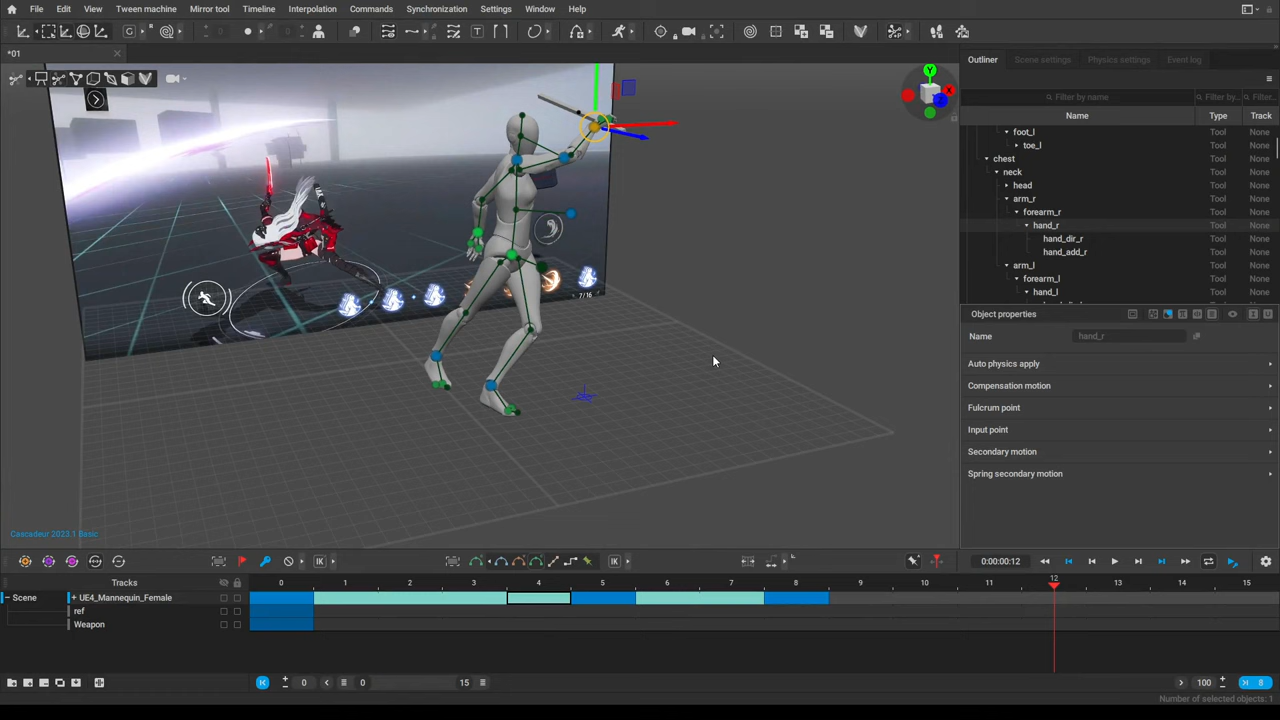 File Edit View Tween machine Mirror tool Timeline Interpolation Commands Synchronization Settings Window Help
*01
Outliner Scene settings Physics settings Event log
Filter by name Filter by, Filter...
Name Type Track
foot_l Tool None
toe_l Tool None
chest Tool None
neck Tool None
head Tool None
arm_r Tool None
forearm_r Tool None
hand_r Tool None
hand_dir_r Tool None
hand_add_r Tool None
arm_l Tool None
forearm_l Tool None
hand_l Tool None
Y
X
Z
7/16
Object properties
Name hand_r
Auto physics apply
Compensation motion
Fulcrum point
Input point
Secondary motion
Spring secondary motion
Cascadeur 2023.1 Basic
IK IK 0:00:00:12
Tracks 0 1 2 3 4 5 6 7 8 9 10 11 12 13 14 15
Scene + UE4_Mannequin_Female
ref
Weapon
0 0 15 100 8
Number of selected objects: 1